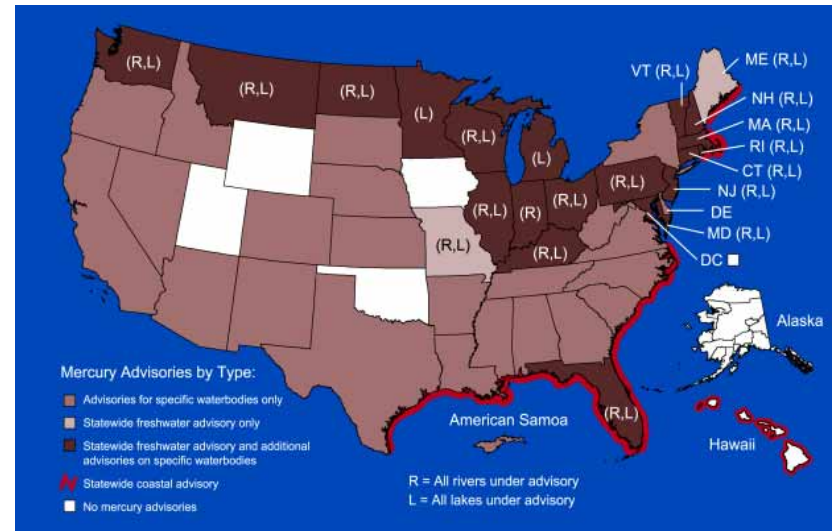 (R,L)
(R,L)
(R,L)
(L)
(R,L)
(L)
(R,L)
(R)
(R,L)
(R,L)
(R,L)
(R,L)
(R,L)
VT (R,L)
ME (R,L)
NH (R,L)
MA (R,L)
RI (R,L)
CT (R,L)
NJ (R,L)
DE
MD (R,L)
DC
Alaska
Hawaii
American Samoa
(R,L)
Mercury Advisories by Type:
Advisories for specific waterbodies only
Statewide freshwater advisory only
Statewide freshwater advisory and additional
advisories on specific waterbodies
Statewide coastal advisory
No mercury advisories
R = All rivers under advisory
L = All lakes under advisory